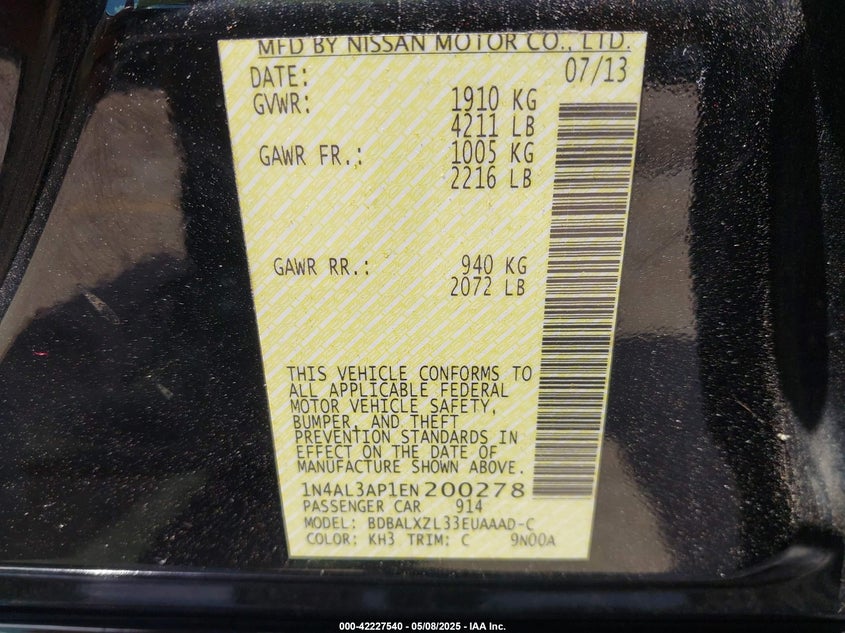 MFD BY NISSAN MOTOR CO., LTD.
DATE: 07/13
GVWR: 1910 KG
4211 LB
GAWR FR.: 1005 KG
2216 LB
GAWR RR.: 940 KG
2072 LB
THIS VEHICLE CONFORMS TO
ALL APPLICABLE FEDERAL
MOTOR VEHICLE SAFETY,
BUMPER, AND THEFT
PREVENTION STANDARDS IN
EFFECT ON THE DATE OF
MANUFACTURE SHOWN ABOVE.
1N4AL3AP1EN200278
PASSENGER CAR 914
MODEL: BDBALXZL33EUAAAD-C
COLOR: KH3 TRIM: C 9N00A
000-42227540 - 05/08/2025 - IAA Inc.